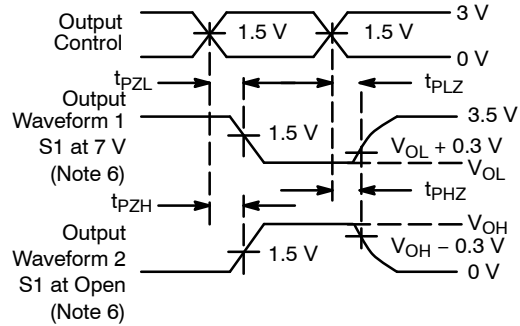 Output
Control
1.5 V
1.5 V
3 V
0 V
tPZL
tPLZ
Output
Waveform 1
S1 at 7 V
(Note 6)
1.5 V
3.5 V
VOL + 0.3 V
VOL
tPZH
tPHZ
Output
Waveform 2
S1 at Open
(Note 6)
1.5 V
VOH
VOH − 0.3 V
0 V